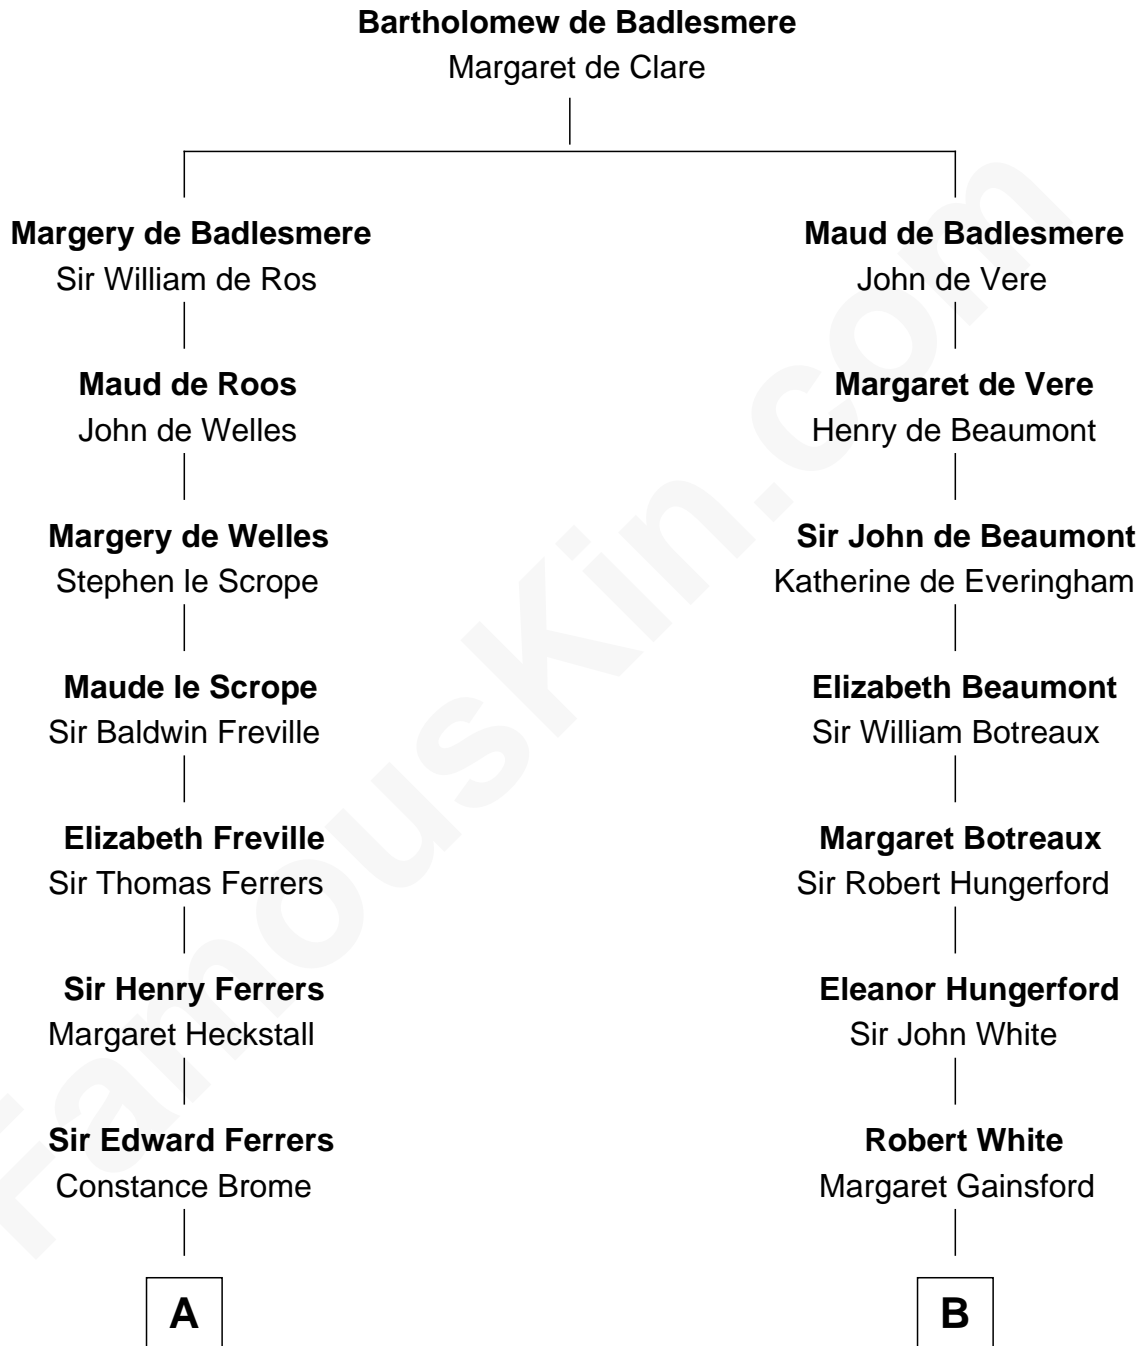 Bartholomew de Badlesmere
Margaret de Clare
Margery de Badlesmere
Sir William de Ros
Maud de Badlesmere
John de Vere
Maud de Roos
John de Welles
Margaret de Vere
Henry de Beaumont
Margery de Welles
Stephen le Scrope
Sir John de Beaumont
Katherine de Everingham
Maude le Scrope
Sir Baldwin Freville
Elizabeth Beaumont
Sir William Botreaux
Elizabeth Freville
Sir Thomas Ferrers
Margaret Botreaux
Sir Robert Hungerford
Sir Henry Ferrers
Margaret Heckstall
Eleanor Hungerford
Sir John White
Sir Edward Ferrers
Constance Brome
Robert White
Margaret Gainsford
A
B
FamousKin.com